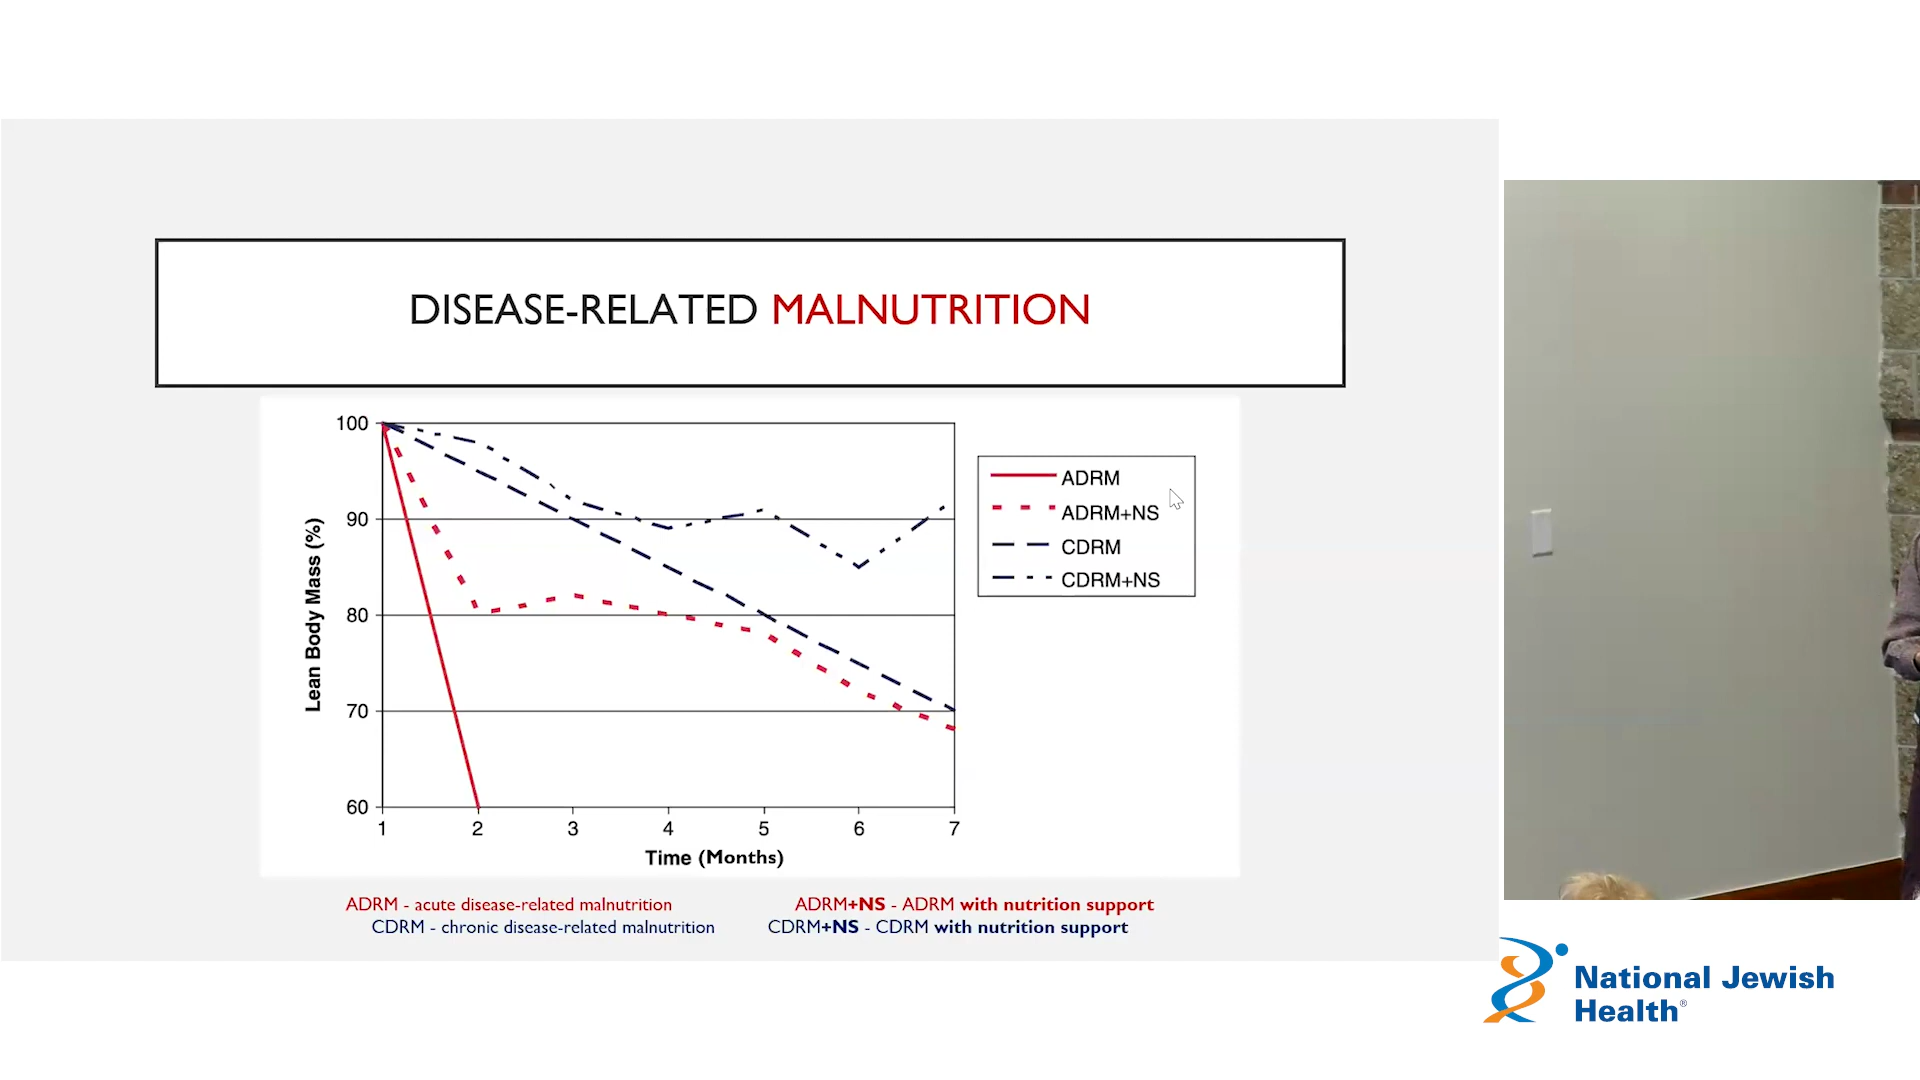 DISEASE-RELATED MALNUTRITION
100
90
80
70
60
Lean Body Mass (%)
1 2 3 4 5 6 7
Time (Months)
ADRM
ADRM+NS
CDRM
CDRM+NS
ADRM - acute disease-related malnutrition
ADRM+NS - ADRM with nutrition support
CDRM - chronic disease-related malnutrition
CDRM+NS - CDRM with nutrition support
National Jewish
Health®